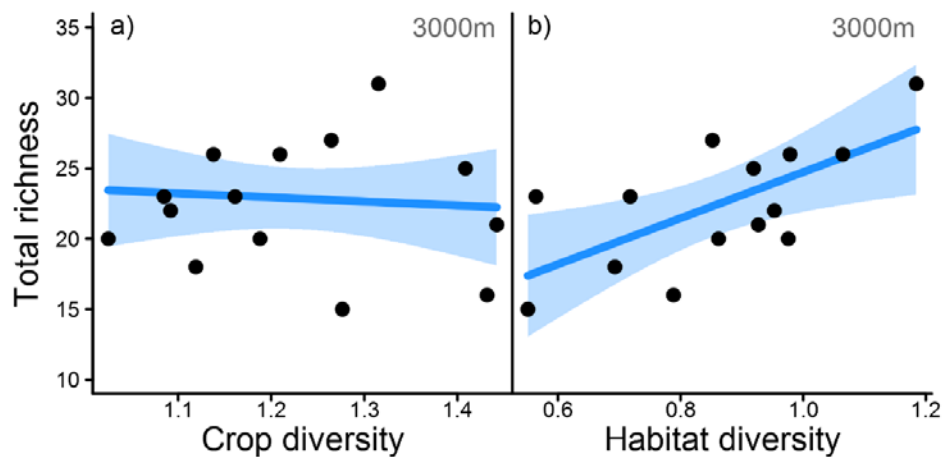 a) 3000m
b) 3000m
Total richness
35
30
25
20
15
10
1.1 1.2 1.3 1.4
0.6 0.8 1.0 1.2
Crop diversity
Habitat diversity